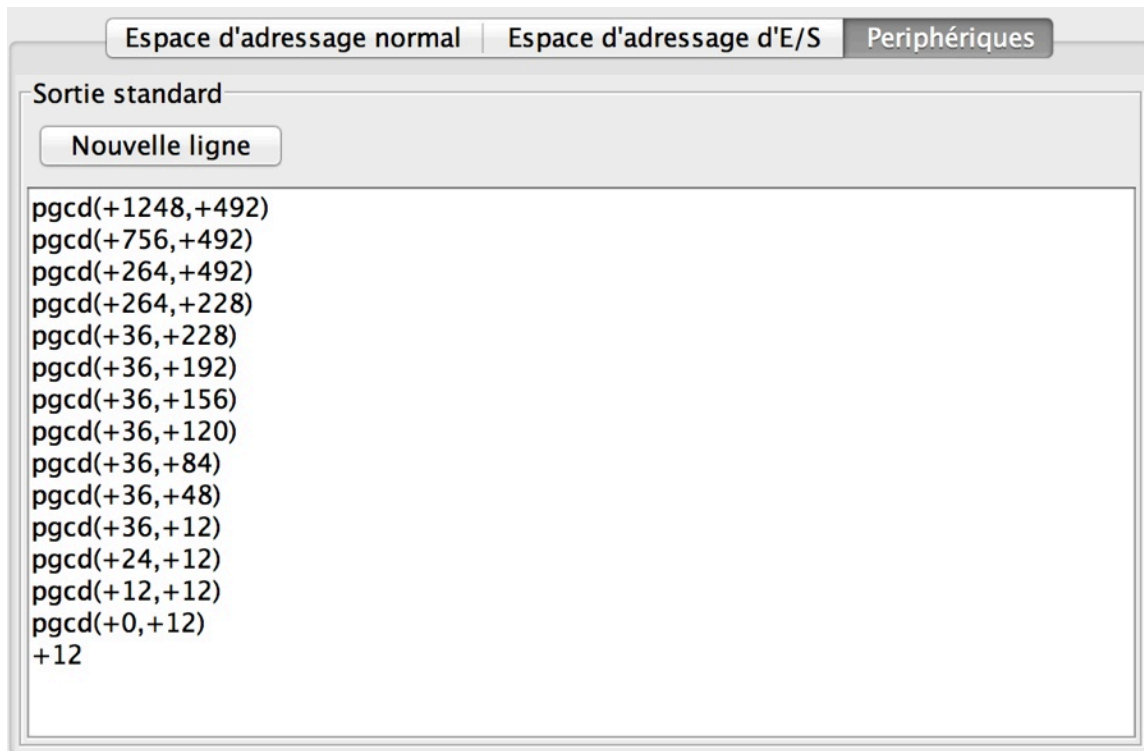 Espace d'adressage normal Espace d'adressage d'E/S Periphériques
Sortie standard
Nouvelle ligne
pgcd(+1248,+492)
pgcd(+756,+492)
pgcd(+264,+492)
pgcd(+264,+228)
pgcd(+36,+228)
pgcd(+36,+192)
pgcd(+36,+156)
pgcd(+36,+120)
pgcd(+36,+84)
pgcd(+36,+48)
pgcd(+36,+12)
pgcd(+24,+12)
pgcd(+12,+12)
pgcd(+0,+12)
+12